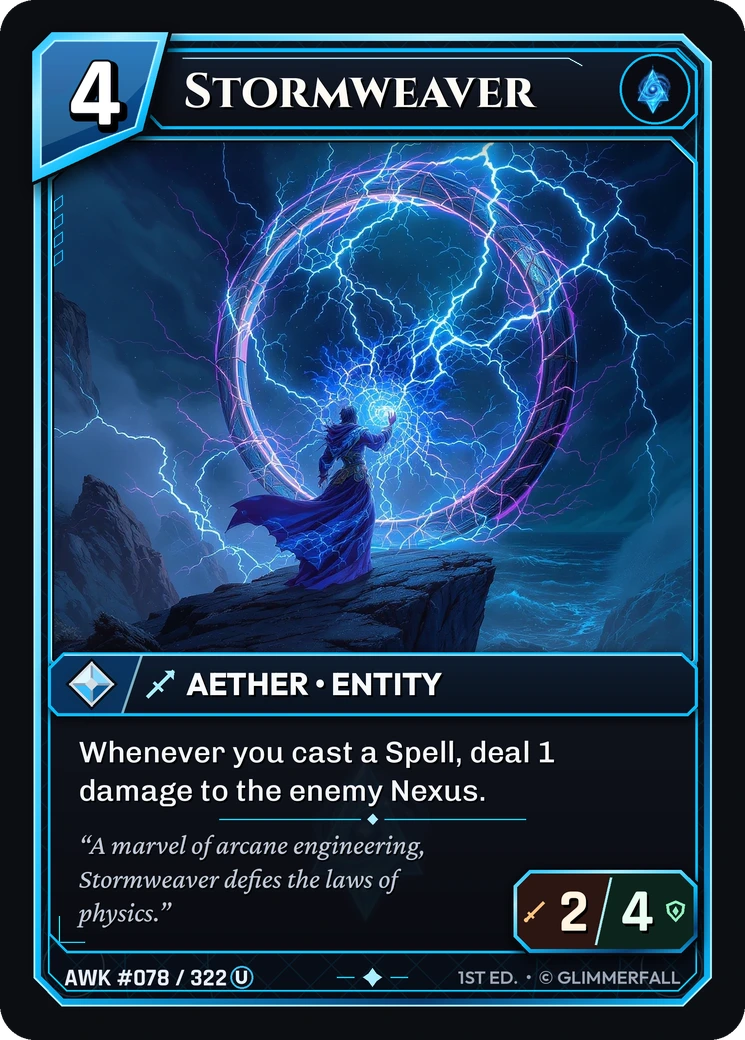 4
STORMWEAVER
AETHER • ENTITY
Whenever you cast a Spell, deal 1
damage to the enemy Nexus.
“A marvel of arcane engineering,
Stormweaver defies the laws of
physics.”
2 / 4
AWK #078 / 322 U
1ST ED. • © GLIMMERFALL